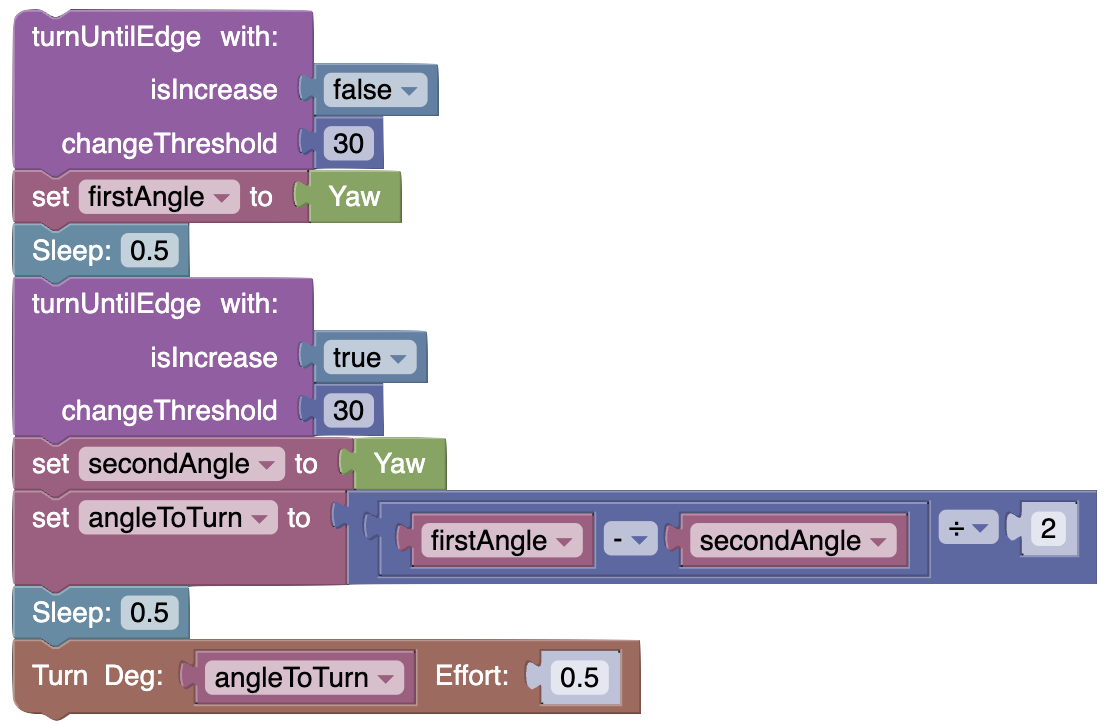 turnUntilEdge with:
isIncrease false
changeThreshold 30
set firstAngle to Yaw
Sleep: 0.5
turnUntilEdge with:
isIncrease true
changeThreshold 30
set secondAngle to Yaw
set angleToTurn to firstAngle - secondAngle ÷ 2
Sleep: 0.5
Turn Deg: angleToTurn Effort: 0.5